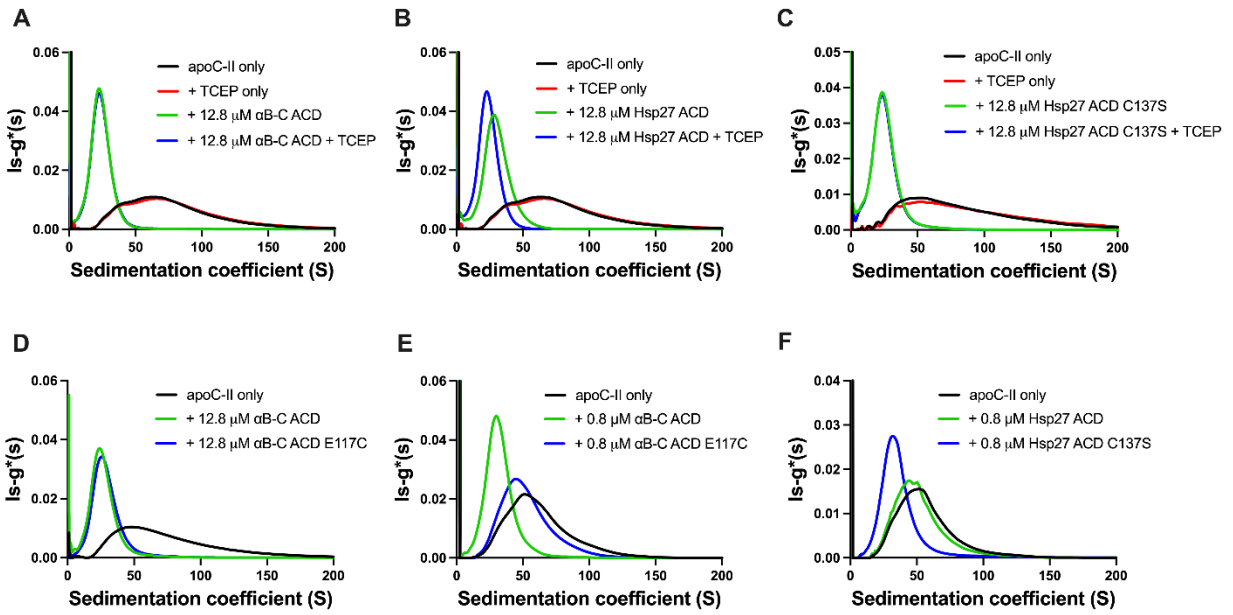 A
ls-g*(s)
0.06
0.04
0.02
0.00
apoC-II only
+ TCEP only
+ 12.8 μM αB-C ACD
+ 12.8 μM αB-C ACD + TCEP
0 50 100 150 200
Sedimentation coefficient (S)
B
ls-g*(s)
0.06
0.04
0.02
0.00
apoC-II only
+ TCEP only
+ 12.8 μM Hsp27 ACD
+ 12.8 μM Hsp27 ACD + TCEP
0 50 100 150 200
Sedimentation coefficient (S)
C
ls-g*(s)
0.05
0.04
0.03
0.02
0.01
0.00
apoC-II only
+ TCEP only
+ 12.8 μM Hsp27 ACD C137S
+ 12.8 μM Hsp27 ACD C137S + TCEP
0 50 100 150 200
Sedimentation coefficient (S)
D
ls-g*(s)
0.06
0.04
0.02
0.00
apoC-II only
+ 12.8 μM αB-C ACD
+ 12.8 μM αB-C ACD E117C
0 50 100 150 200
Sedimentation coefficient (S)
E
ls-g*(s)
0.06
0.04
0.02
0.00
apoC-II only
+ 0.8 μM αB-C ACD
+ 0.8 μM αB-C ACD E117C
0 50 100 150 200
Sedimentation coefficient (S)
F
ls-g*(s)
0.04
0.03
0.02
0.01
0.00
apoC-II only
+ 0.8 μM Hsp27 ACD
+ 0.8 μM Hsp27 ACD C137S
0 50 100 150 200
Sedimentation coefficient (S)